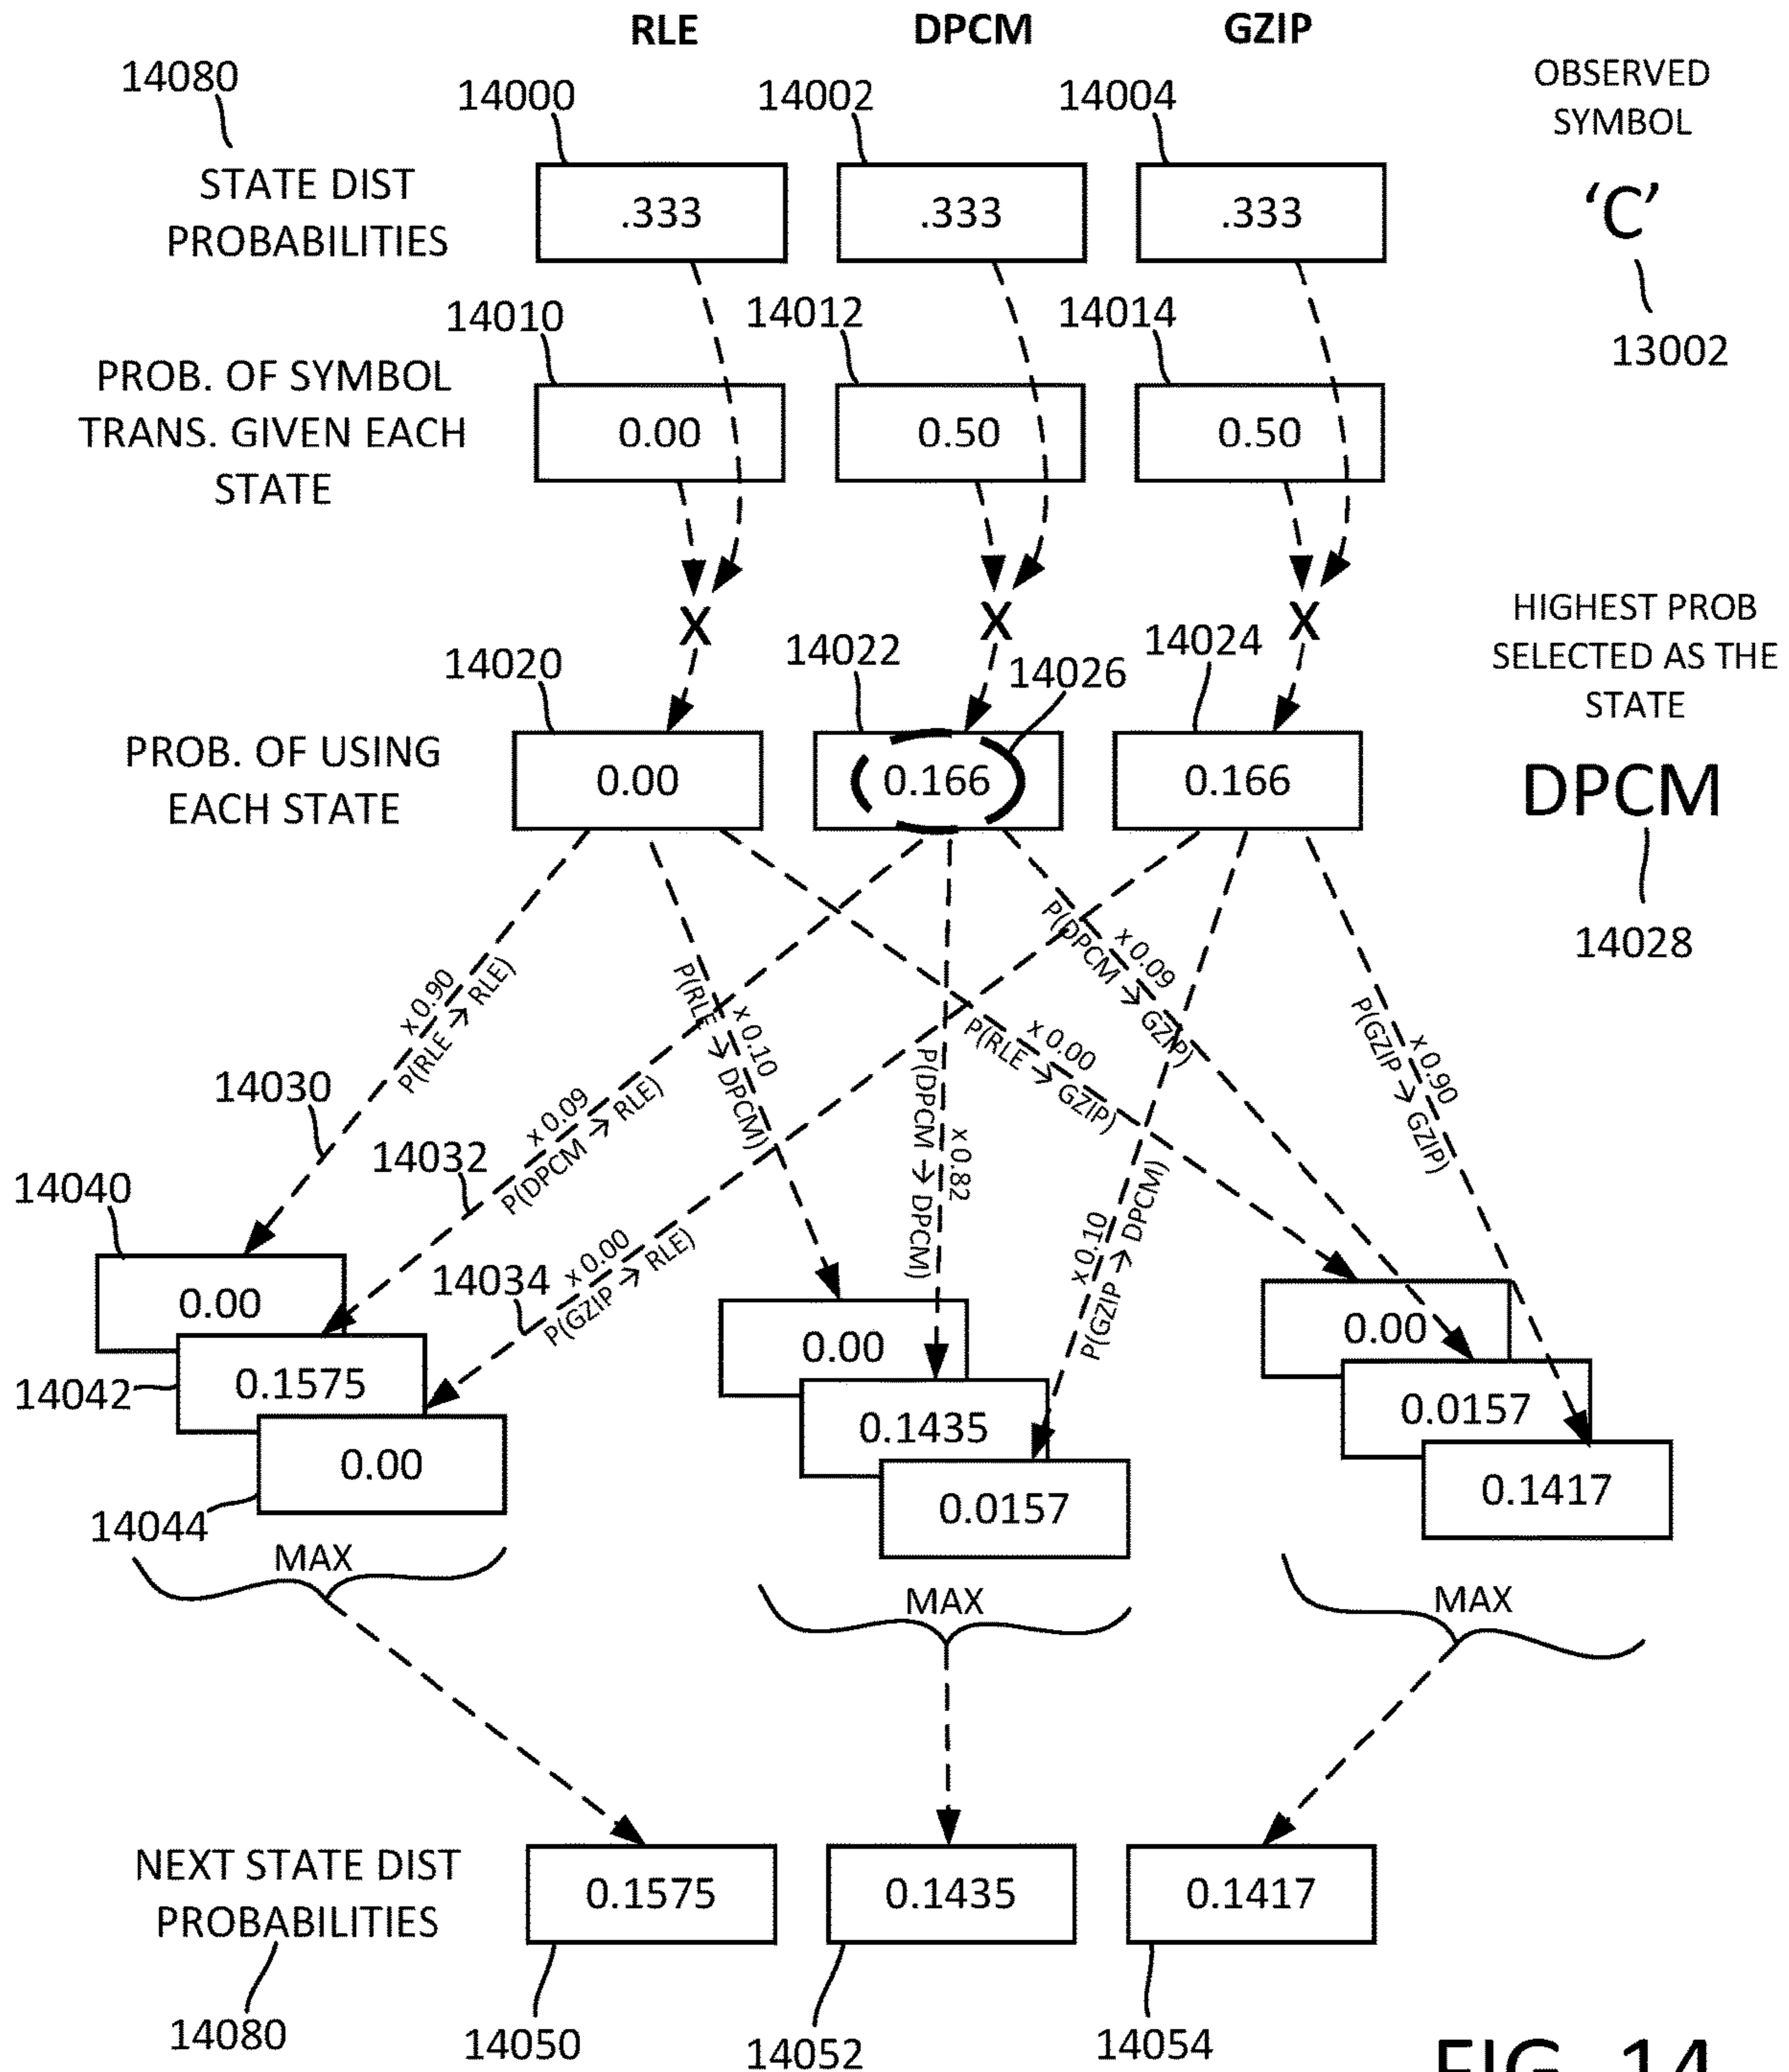 RLE DPCM GZIP
14080
14000 14002 14004
OBSERVED
SYMBOL
STATE DIST
PROBABILITIES
.333 .333 .333
‘C’
13002
14010 14012 14014
PROB. OF SYMBOL
TRANS. GIVEN EACH
STATE
0.00 0.50 0.50
X X X
HIGHEST PROB
SELECTED AS THE
STATE
DPCM
14028
14020 14022 14026 14024
PROB. OF USING
EACH STATE
0.00 0.166 0.166
x 0.90
P(RLE → RLE)
x 0.09
P(DPCM → RLE)
x 0.00
P(GZIP → RLE)
x 0.10
P(RLE → DPCM)
x 0.82
P(DPCM → DPCM)
x 0.10
P(GZIP → DPCM)
x 0.00
P(RLE → GZIP)
x 0.09
P(DPCM → GZIP)
x 0.90
P(GZIP → GZIP)
14030
14032
14034
14040
0.00
14042
0.1575
14044
0.00
0.00
0.1435
0.0157
0.00
0.0157
0.1417
MAX MAX MAX
NEXT STATE DIST
PROBABILITIES
0.1575 0.1435 0.1417
14080
14050 14052 14054
FIG. 14